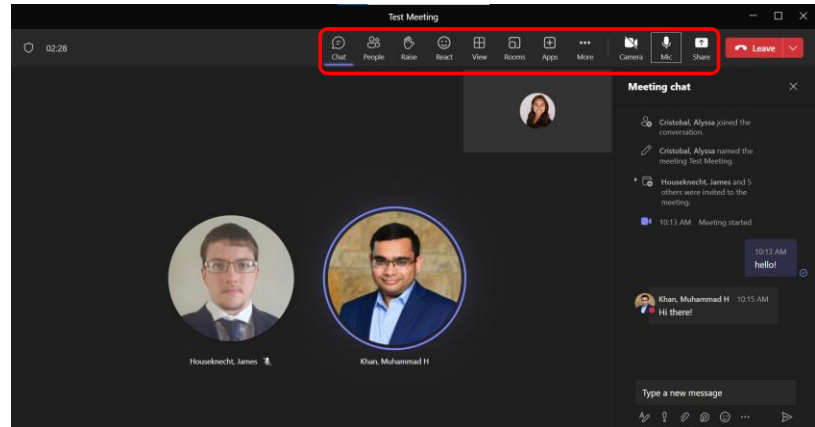 Test Meeting
02:28
Chat People Raise React View Rooms Apps More Camera Mic Share Leave
Meeting chat
Cristobal, Alyssa joined the
conversation.
Cristobal, Alyssa named the
meeting Test Meeting.
Houseknecht, James and 5
others were invited to the
meeting.
10:13 AM Meeting started
10:13 AM
hello!
Khan, Muhammad H 10:15 AM
Hi there!
Houseknecht, James
Khan, Muhammad H
Type a new message